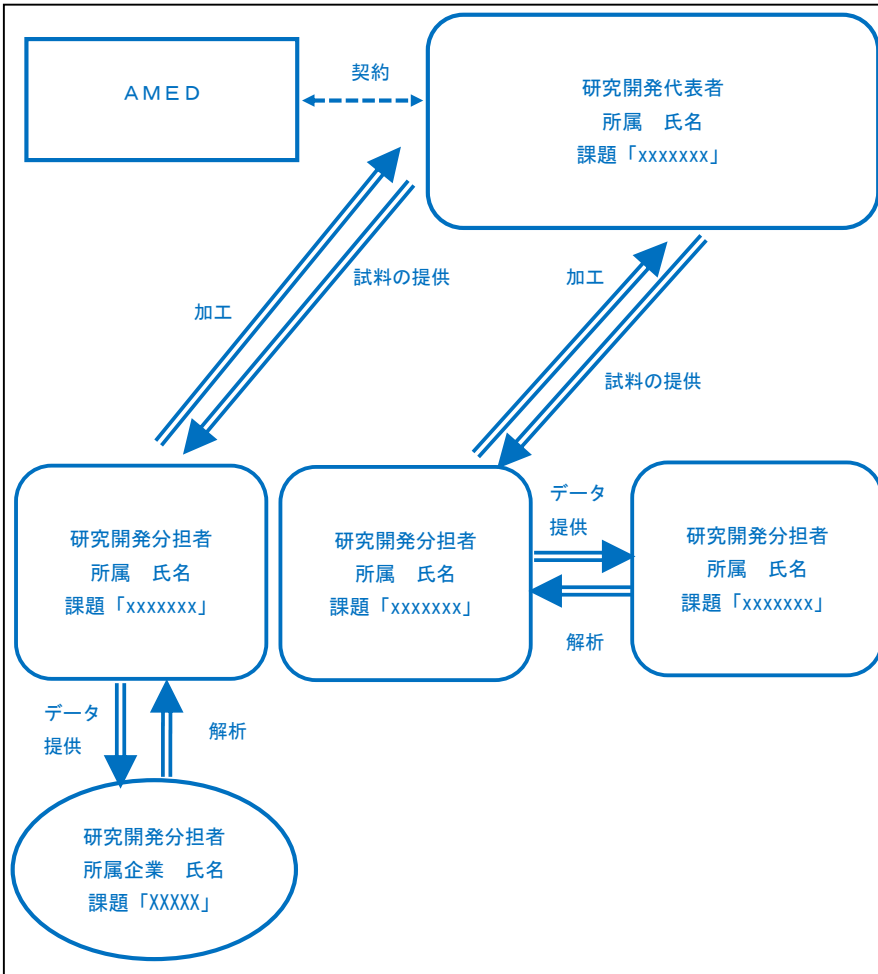 AMED
契約
研究開発代表者
所属 氏名
課題「xxxxxxx」
加工
試料の提供
加工
試料の提供
研究開発分担者
所属 氏名
課題「xxxxxxx」
研究開発分担者
所属 氏名
課題「xxxxxxx」
データ
提供
解析
研究開発分担者
所属 氏名
課題「xxxxxxx」
データ
提供
解析
研究開発分担者
所属企業 氏名
課題「XXXXX」